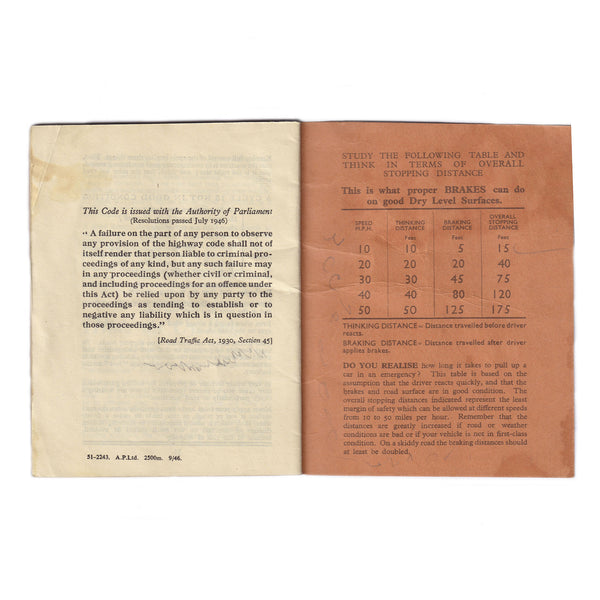 This Code is issued with the Authority of Parliament
(Resolutions passed July 1946)
"A failure on the part of any person to observe
any provision of the highway code shall not of
itself render that person liable to criminal pro-
ceedings of any kind, but any such failure may
in any proceedings (whether civil or criminal,
and including proceedings for an offence under
this Act) be relied upon by any party to the
proceedings as tending to establish or to
negative any liability which is in question in
those proceedings."
[Road Traffic Act, 1930, Section 45]
51-2243. A.P.Ltd. 2500m. 9/46.
STUDY THE FOLLOWING TABLE AND
THINK IN TERMS OF OVERALL
STOPPING DISTANCE
This is what proper BRAKES can do
on good Dry Level Surfaces.
SPEED M.P.H. THINKING DISTANCE BRAKING DISTANCE OVERALL STOPPING DISTANCE
Feet Feet Feet
10 10 5 15
20 20 20 40
30 30 45 75
40 40 80 120
50 50 125 175
THINKING DISTANCE—Distance travelled before driver
reacts.
BRAKING DISTANCE—Distance travelled after driver
applies brakes.
DO YOU REALISE how long it takes to pull up a
car in an emergency? This table is based on the
assumption that the driver reacts quickly, and that the
brakes and road surface are in good condition. The
overall stopping distances indicated represent the least
margin of safety which can be allowed at different speeds
from 10 to 50 miles per hour. Remember that the
distances are greatly increased if road or weather
conditions are bad or if your vehicle is not in first-class
condition. On a skiddy road the braking distances should
at least be doubled.